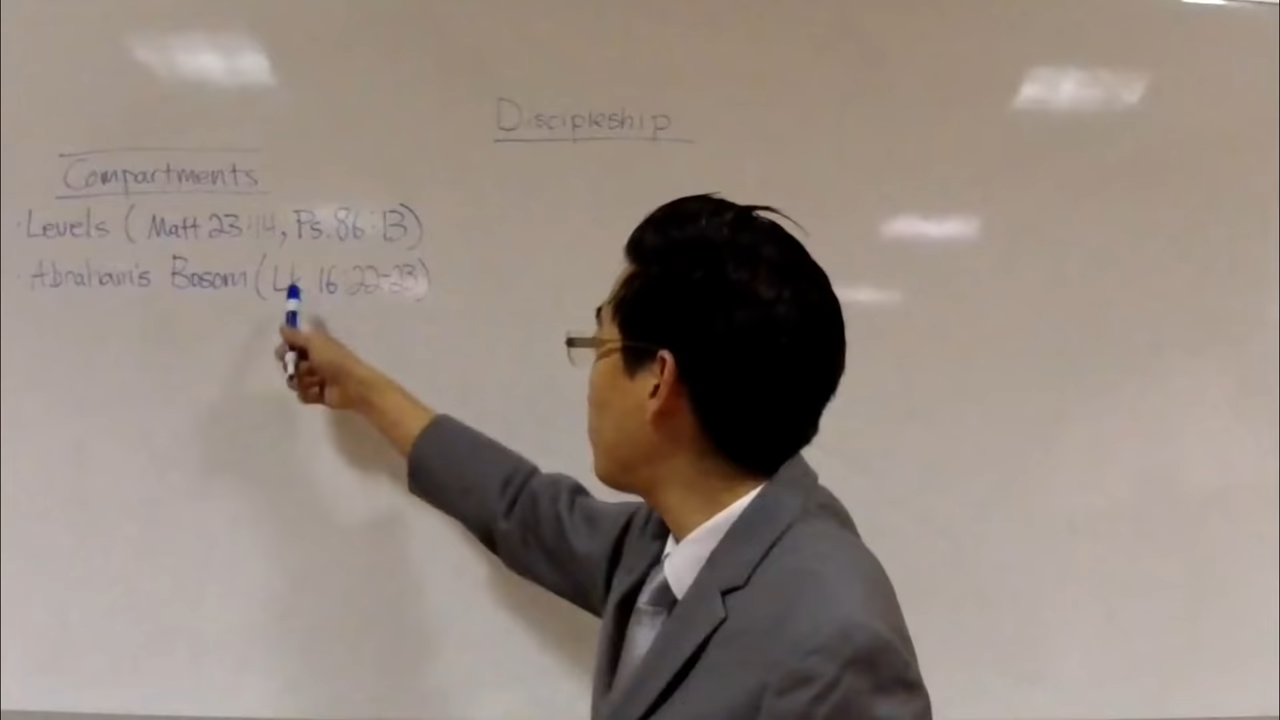 Discipleship
Compartments
· Levels (Matt 23:14, Ps. 86:13)
· Abraham's Bosom (Lk 16:22-23)